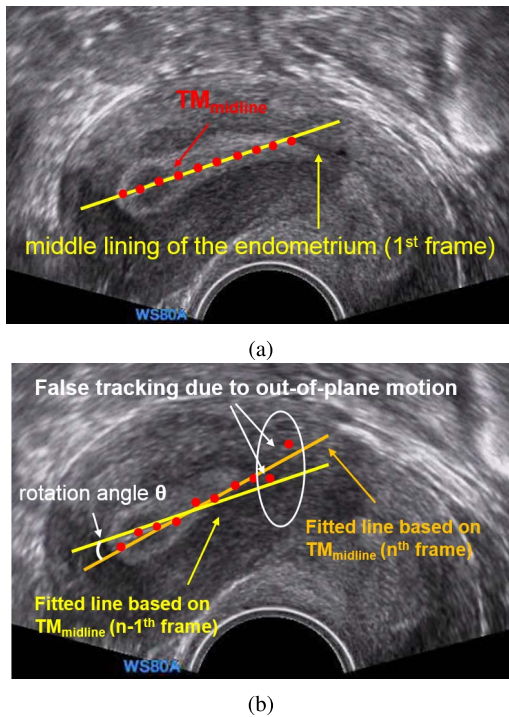 TMmidline
middle lining of the endometrium (1st frame)
WS80A
(a)
False tracking due to out-of-plane motion
rotation angle θ
Fitted line based on
TMmidline (nth frame)
Fitted line based on
TMmidline (n-1th frame)
WS80A
(b)